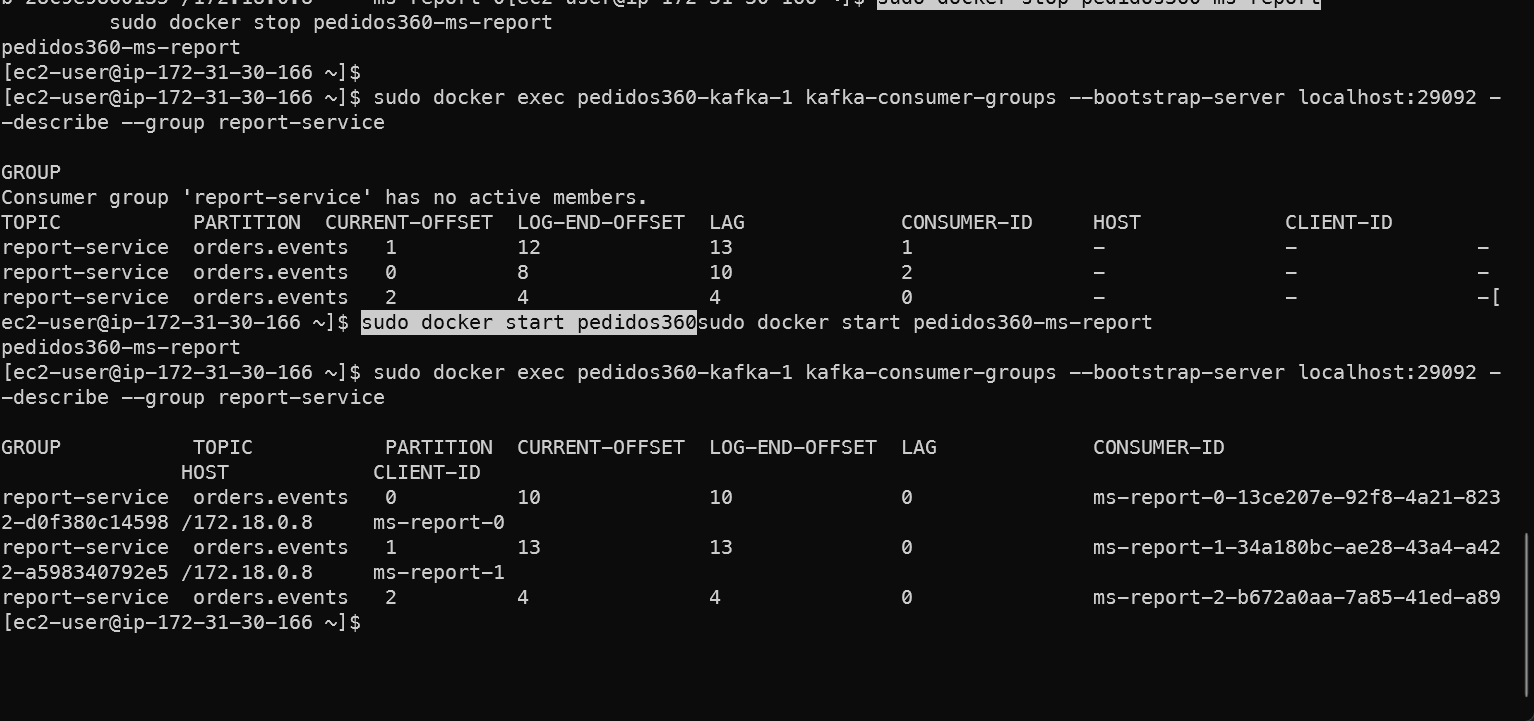 sudo docker stop pedidos360-ms-report
pedidos360-ms-report
[ec2-user@ip-172-31-30-166 ~]$
[ec2-user@ip-172-31-30-166 ~]$ sudo docker exec pedidos360-kafka-1 kafka-consumer-groups --bootstrap-server localhost:29092 -
-describe --group report-service
GROUP
Consumer group 'report-service' has no active members.
TOPIC PARTITION CURRENT-OFFSET LOG-END-OFFSET LAG CONSUMER-ID HOST CLIENT-ID
report-service orders.events 1 12 13 1 - - -
report-service orders.events 0 8 10 2 - - -
report-service orders.events 2 4 4 0 - - -[
ec2-user@ip-172-31-30-166 ~]$ sudo docker start pedidos360sudo docker start pedidos360-ms-report
pedidos360-ms-report
[ec2-user@ip-172-31-30-166 ~]$ sudo docker exec pedidos360-kafka-1 kafka-consumer-groups --bootstrap-server localhost:29092 -
-describe --group report-service
GROUP TOPIC PARTITION CURRENT-OFFSET LOG-END-OFFSET LAG CONSUMER-ID
HOST CLIENT-ID
report-service orders.events 0 10 10 0 ms-report-0-13ce207e-92f8-4a21-823
2-d0f380c14598 /172.18.0.8 ms-report-0
report-service orders.events 1 13 13 0 ms-report-1-34a180bc-ae28-43a4-a42
2-a598340792e5 /172.18.0.8 ms-report-1
report-service orders.events 2 4 4 0 ms-report-2-b672a0aa-7a85-41ed-a89
[ec2-user@ip-172-31-30-166 ~]$